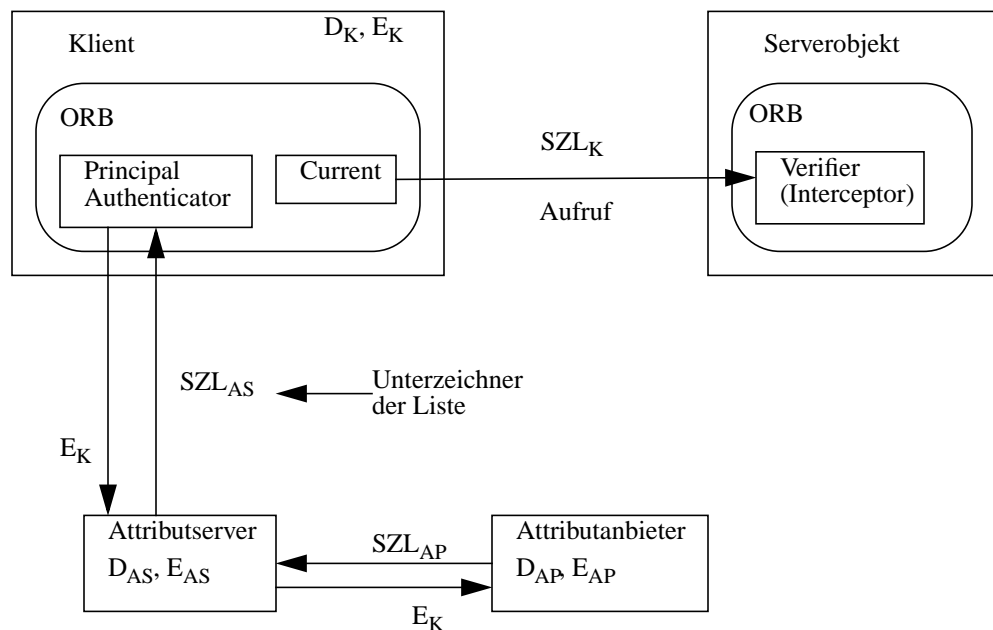 Klient
D_K, E_K
ORB
Principal
Authenticator
Current
SZL_K
Aufruf
Serverobjekt
ORB
Verifier
(Interceptor)
SZL_AS
Unterzeichner
der Liste
E_K
Attributserver
D_AS, E_AS
SZL_AP
E_K
Attributanbieter
D_AP, E_AP